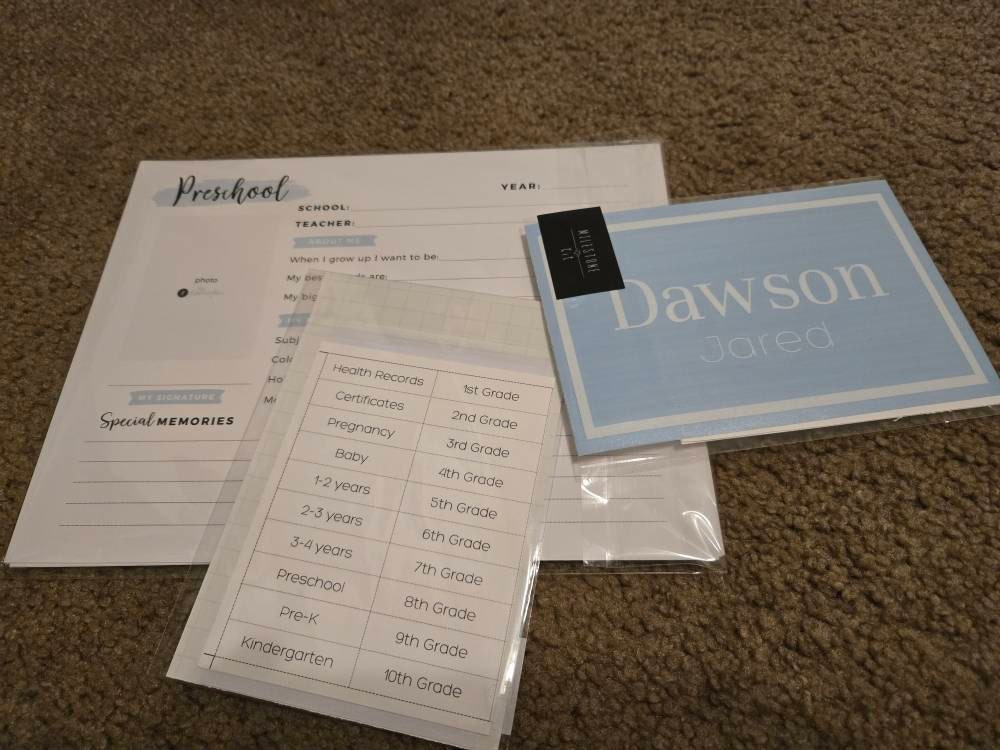 Preschool
YEAR:
SCHOOL:
TEACHER:
ABOUT ME
When I grow up I want to be:
My are:
My
photo
MY SIGNATURE
Special MEMORIES
MILESTONE
Dawson
Jared
Health Records
Certificates
Pregnancy
Baby
1-2 years
2-3 years
3-4 years
Preschool
Pre-K
Kindergarten
1st Grade
2nd Grade
3rd Grade
4th Grade
5th Grade
6th Grade
7th Grade
8th Grade
9th Grade
10th Grade